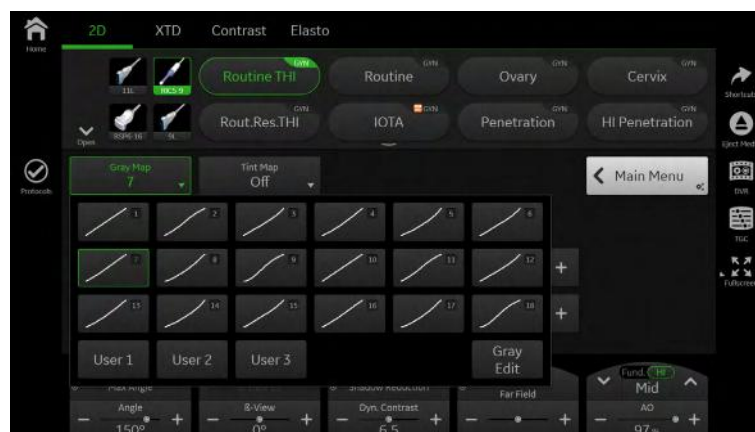 Home
2D XTD Contrast Elasto
11L
RIC5-9
Routine THI GYN
Routine GYN
Ovary GYN
Cervix GYN
Shortcuts
Open
RSP6-16
9L
Rout.Res.THI GYN
IOTA GYN
Penetration GYN
HI Penetration GYN
Eject Med
Protocols
Gray Map
7
Tint Map
Off
Main Menu
DVR
1 2 3 4 5 6
TGC
7 8 9 10 11 12 +
Fullscreen
13 14 15 16 17 18 +
User 1 User 2 User 3 Gray
Edit
Max Angle
Shadow Reduction
Far Field
Fund. HI
Mid
Angle
150°
β-View
0°
Dyn. Contrast
6.5
AO
97